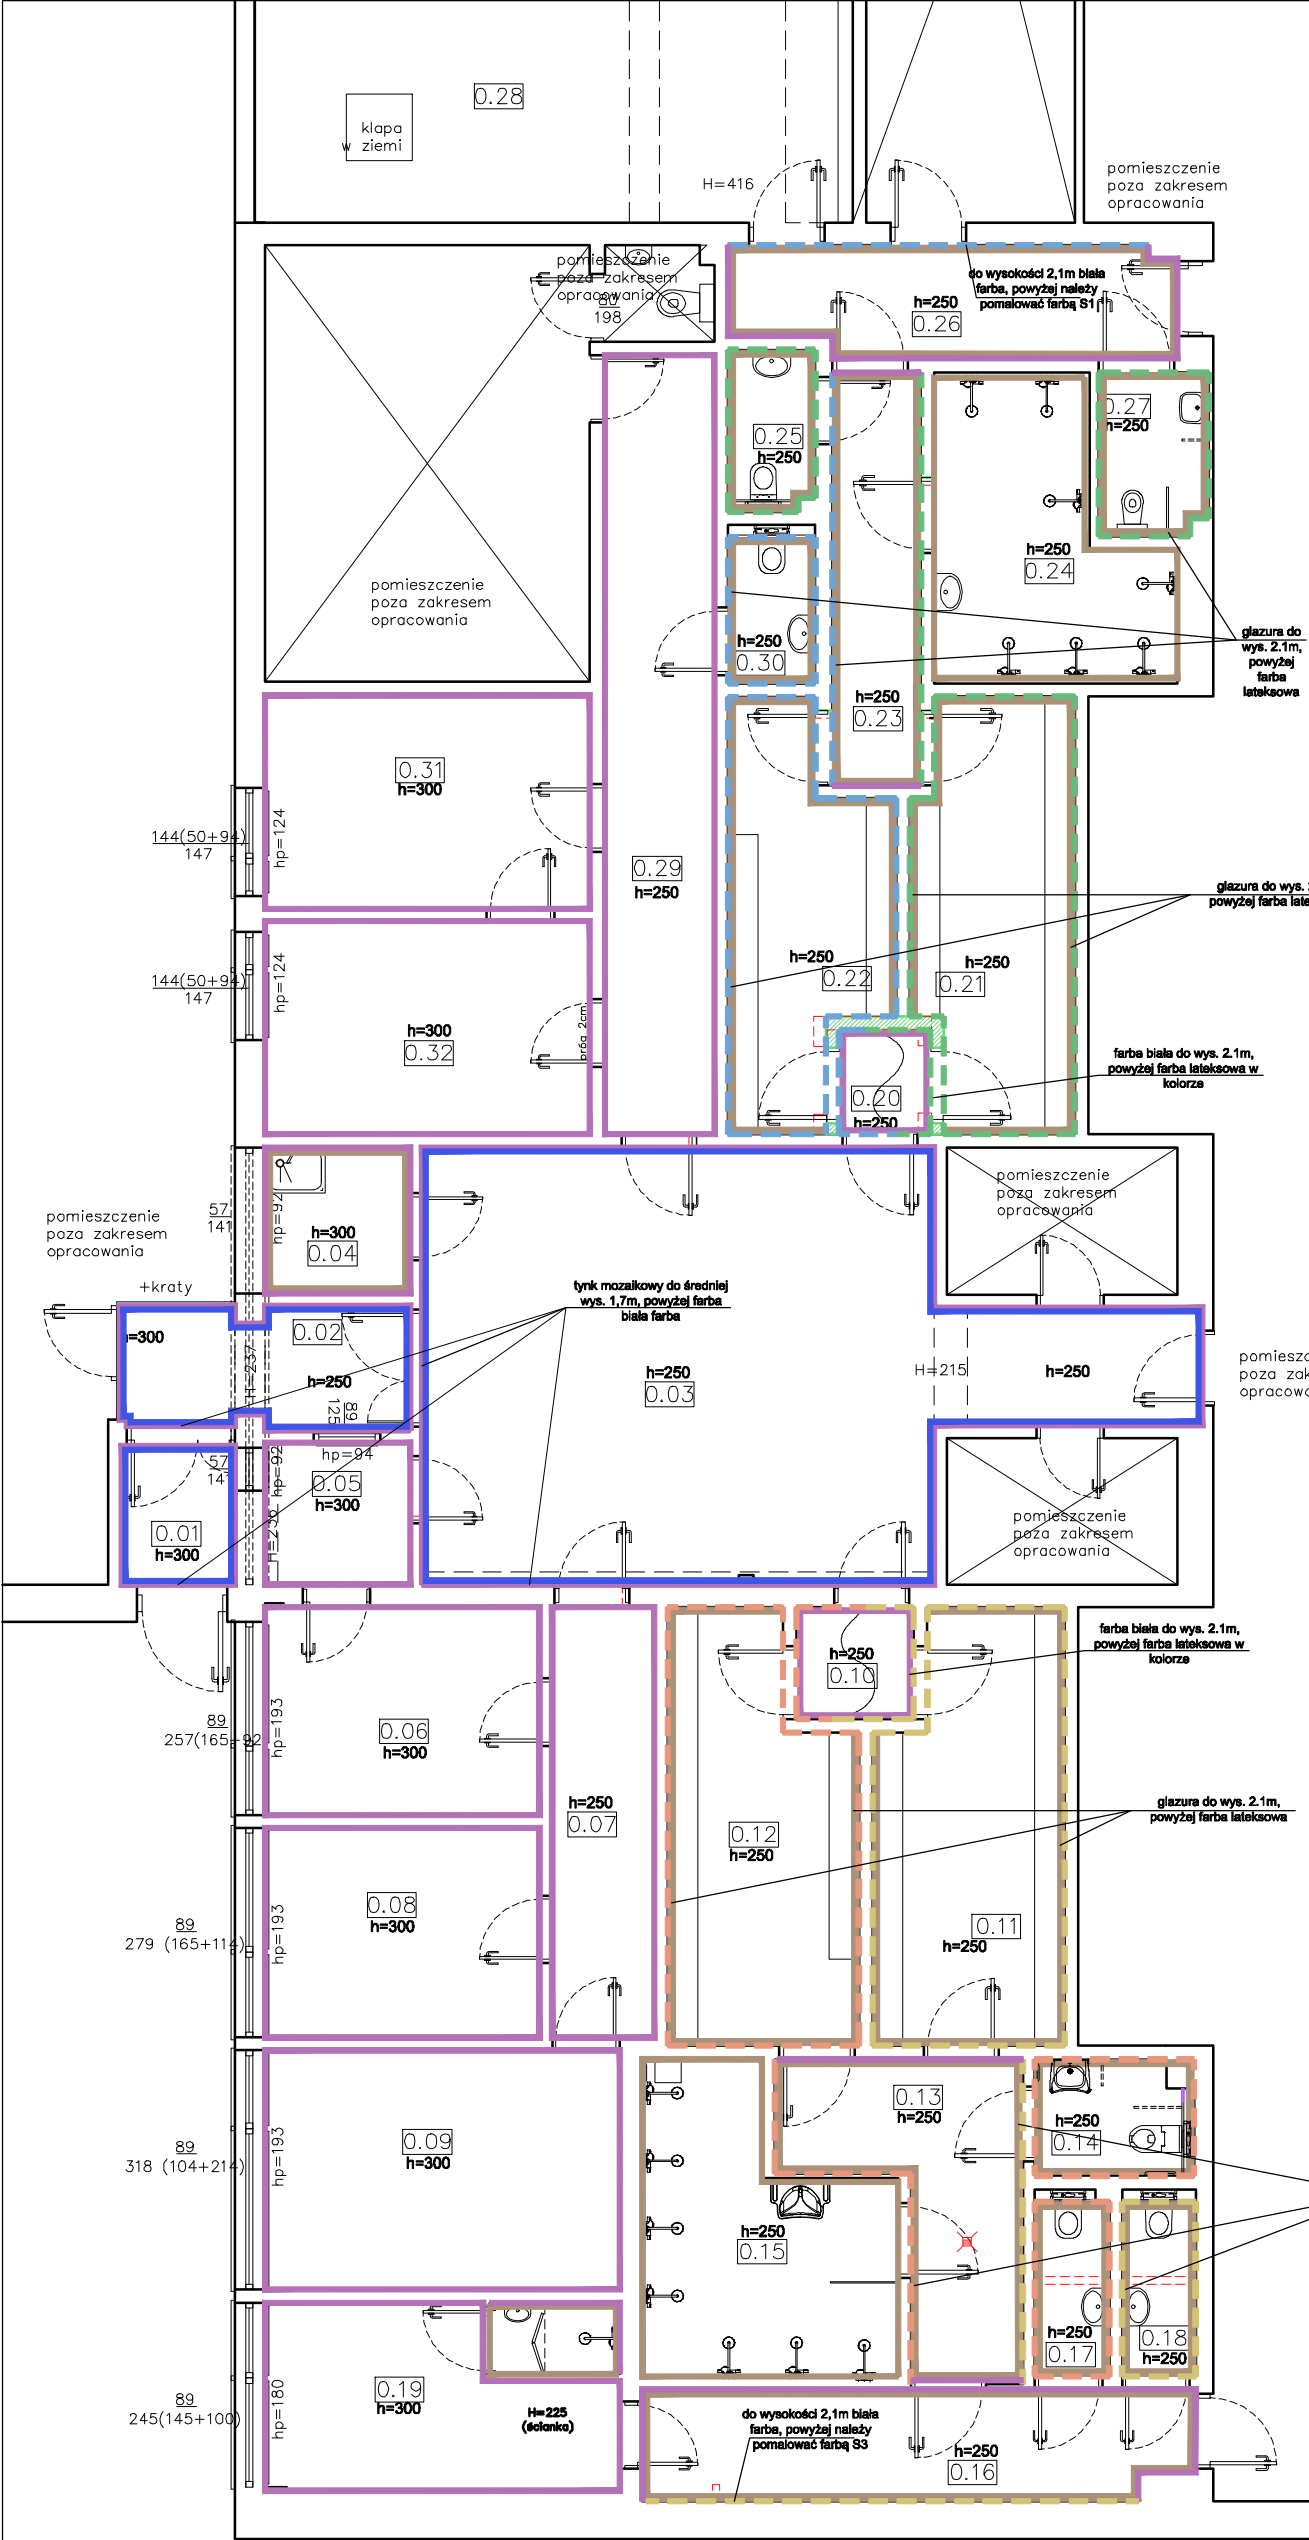 0.28
klapa
w ziemi
H=416
pomieszczenie
poza zakresem
opracowania
pomieszczenie
poza zakresem
opracowania
80
198
do wysokości 2,1m biała
farba, powyżej należy
pomalować farbą S1
h=250
0.26
0.25
h=250
0.27
h=250
h=250
0.24
pomieszczenie
poza zakresem
opracowania
h=250
0.30
glazura do
wys. 2.1m,
powyżej
farba
lateksowa
h=250
0.23
0.31
h=300
hp=124
144(50+94)
147
0.29
h=250
glazura do wys.
powyżej farba late
h=250
0.22
h=250
0.21
hp=124
144(50+94)
147
h=300
0.32
próg 2cm
farba biała do wys. 2.1m,
powyżej farba lateksowa w
kolorze
0.20
h=250
pomieszczenie
poza zakresem
opracowania
57
141
hp=92
h=300
0.04
pomieszczenie
poza zakresem
opracowania
+kraty
tynk mozaikowy do średniej
wys. 1,7m, powyżej farba
biała farba
h=300
0.02
h=250
89
125
h=250
0.03
H=215
h=250
pomieszc
poza zak
opracowa
hp=94
57
14
hp=92
0.05
h=300
0.01
h=300
pomieszczenie
poza zakresem
opracowania
farba biała do wys. 2.1m,
powyżej farba lateksowa w
kolorze
h=250
0.10
89
257(165+92
hp=193
0.06
h=300
h=250
0.07
glazura do wys. 2.1m,
powyżej farba lateksowa
0.12
h=250
89
279 (165+114)
hp=193
0.08
h=300
0.11
h=250
0.13
h=250
h=250
0.14
89
318 (104+214)
hp=193
0.09
h=300
h=250
0.15
h=250
0.17
0.18
h=250
89
245(145+100)
hp=180
0.19
h=300
H=225
(ścianka)
do wysokości 2,1m biała
farba, powyżej należy
pomalować farbą S3
h=250
0.16